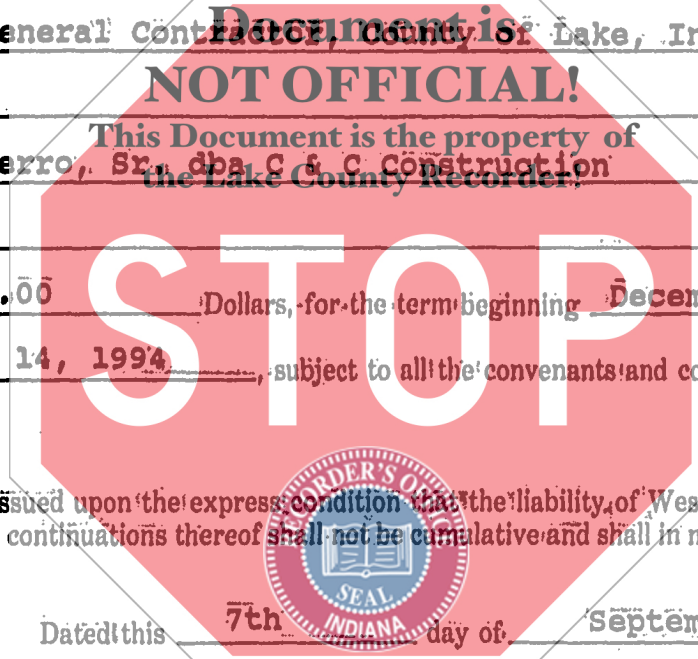 Document is
eneral Contractor, County of Lake, In
NOT OFFICIAL!
This Document is the property of
erro, Sr., dba C & C Construction
the Lake County Recorder!
STOP
.00 Dollars, for the term beginning Decem
14, 1994, subject to all the convenants and co
RECORDER'S OFFICE
ssued upon the express condition that the liability of Wes
continuations thereof shall not be cumulative and shall in n
SEAL
INDIANA
Dated this 7th day of Septem